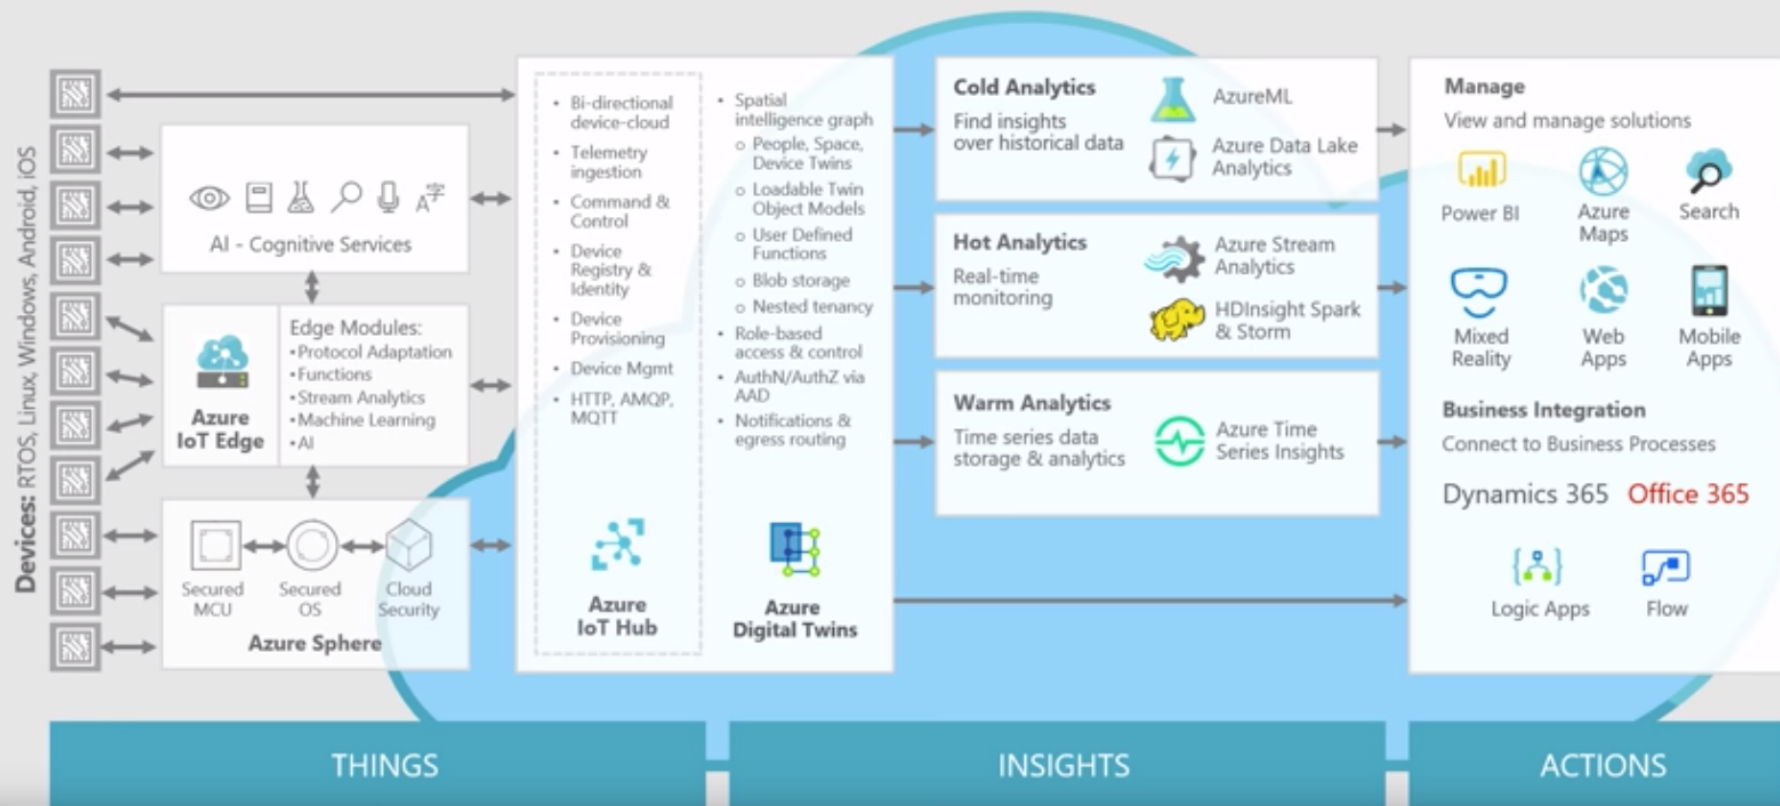 Devices: RTOS, Linux, Windows, Android, iOS
AI - Cognitive Services
Azure
IoT Edge
Edge Modules:
•Protocol Adaptation
•Functions
•Stream Analytics
•Machine Learning
•AI
Secured
MCU
Secured
OS
Cloud
Security
Azure Sphere
• Bi-directional
device-cloud
• Telemetry
ingestion
• Command &
Control
• Device
Registry &
Identity
• Device
Provisioning
• Device Mgmt
• HTTP, AMQP,
MQTT
Azure
IoT Hub
• Spatial
intelligence graph
o People, Space,
Device Twins
o Loadable Twin
Object Models
o User Defined
Functions
o Blob storage
o Nested tenancy
• Role-based
access & control
• AuthN/AuthZ via
AAD
• Notifications &
egress routing
Azure
Digital Twins
Cold Analytics
Find insights
over historical data
AzureML
Azure Data Lake
Analytics
Hot Analytics
Real-time
monitoring
Azure Stream
Analytics
HDInsight Spark
& Storm
Warm Analytics
Time series data
storage & analytics
Azure Time
Series Insights
Manage
View and manage solutions
Power BI
Azure
Maps
Search
Mixed
Reality
Web
Apps
Mobile
Apps
Business Integration
Connect to Business Processes
Dynamics 365 Office 365
Logic Apps
Flow
THINGS
INSIGHTS
ACTIONS